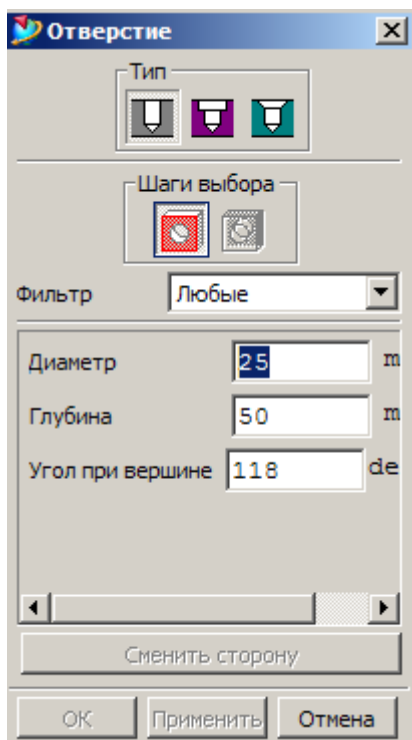 Отверстие
Тип
Шаги выбора
Фильтр Любые
Диаметр 25 m
Глубина 50 m
Угол при вершине 118 de
Сменить сторону
OK Применить Отмена